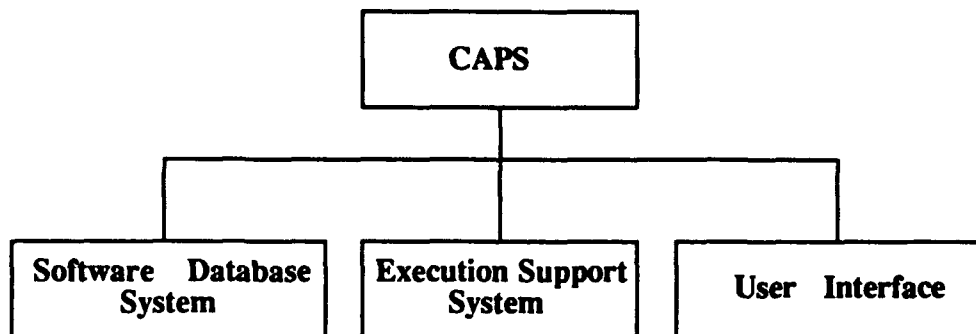 CAPS
Software Database
System
Execution Support
System
User Interface